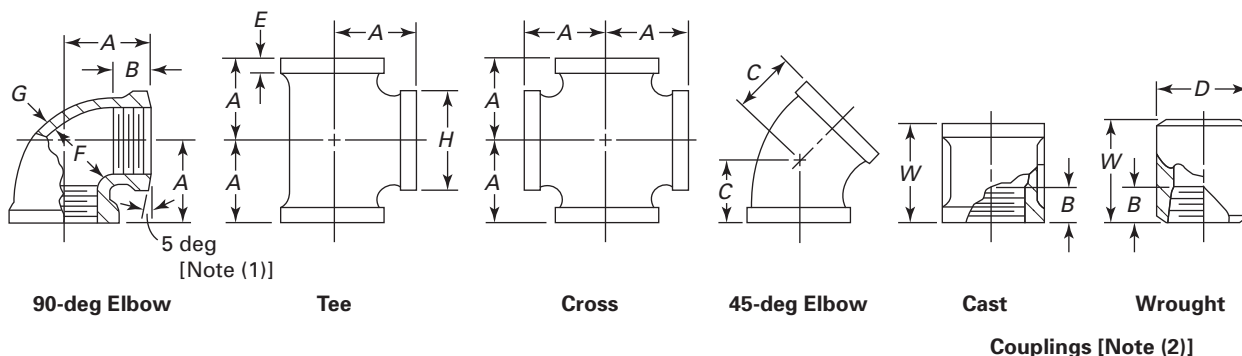 A
B
G
F
A
5 deg
[Note (1)]
90-deg Elbow
E
A
A
A
H
Tee
A
A
A
A
Cross
C
C
45-deg Elbow
W
B
Cast
D
W
B
Wrought
Couplings [Note (2)]